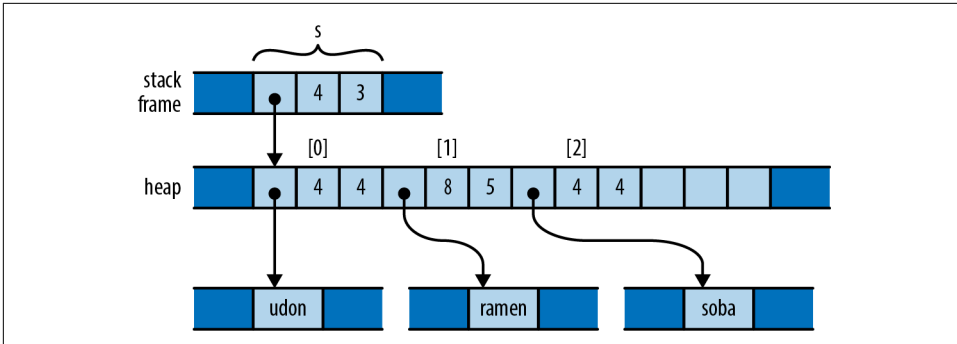 s
stack
frame
4 3
[0] [1] [2]
heap
4 4 8 5 4 4
udon ramen soba